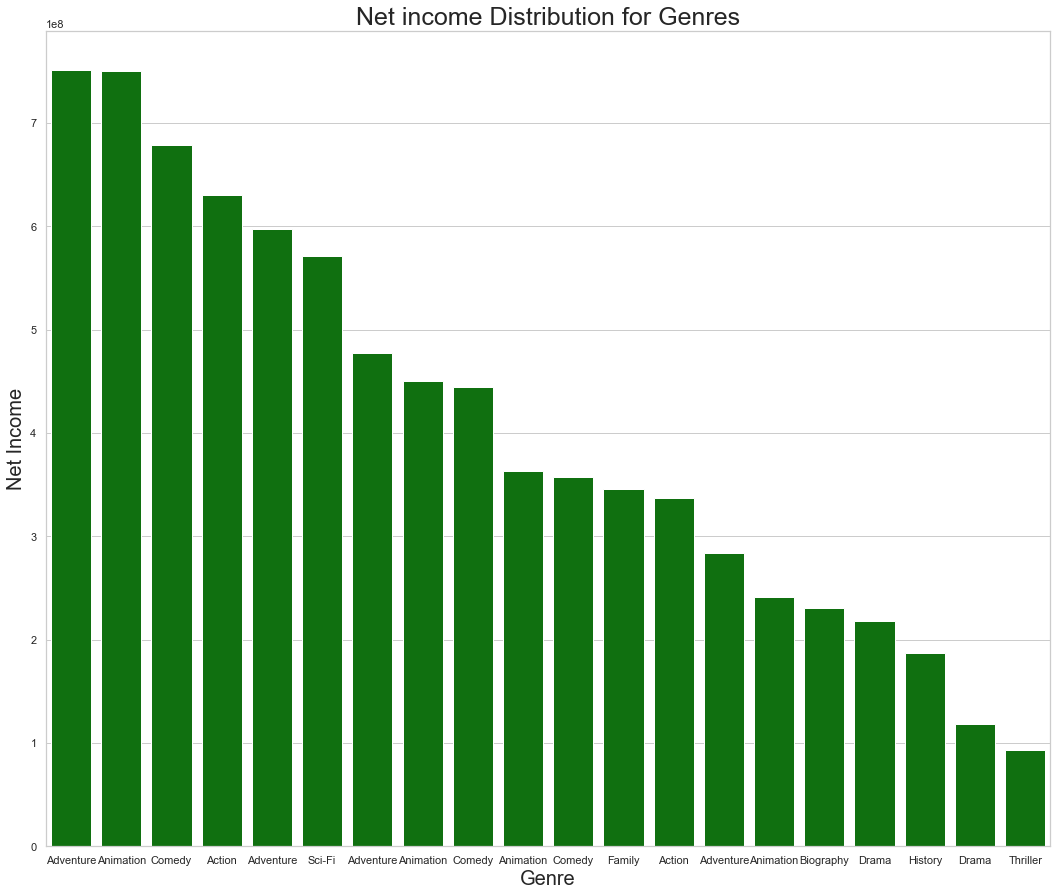 Net income Distribution for Genres
1e8
7
6
5
4
3
2
1
0
Net Income
Adventure Animation Comedy Action Adventure Sci-Fi Adventure Animation Comedy Animation Comedy Family Action Adventure Animation Biography Drama History Drama Thriller
Genre